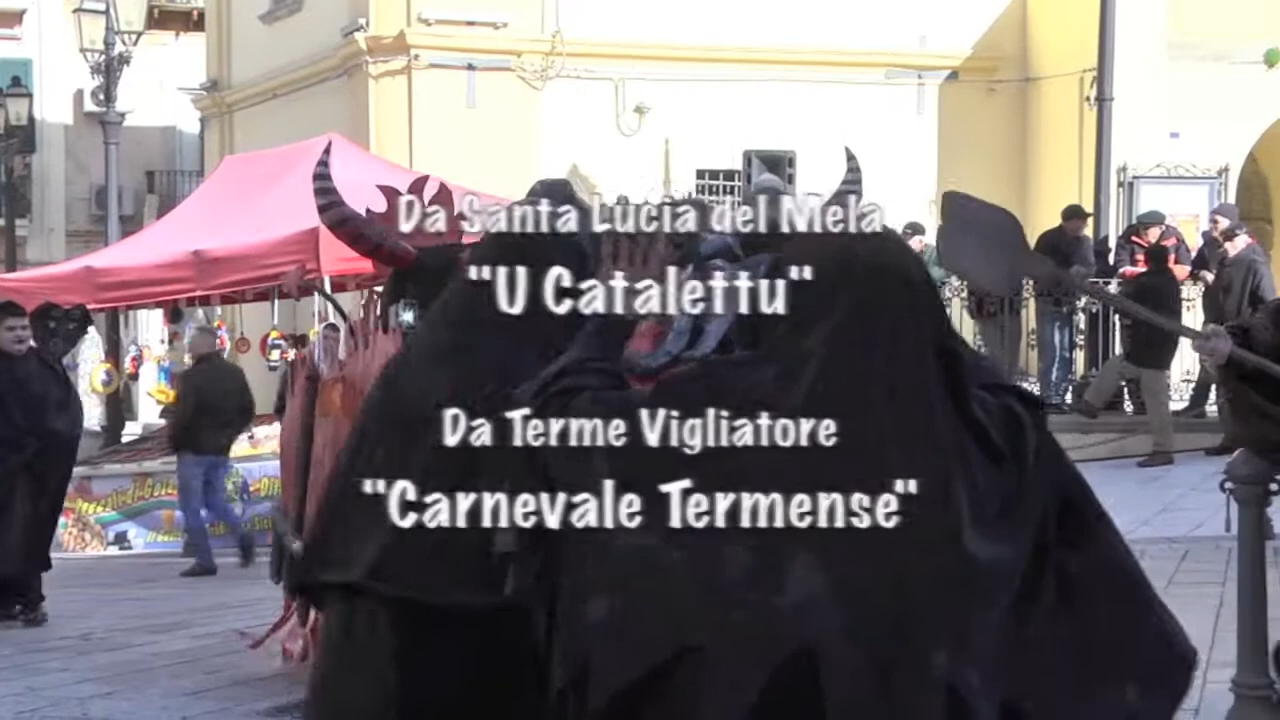 Da Santa Lucia del Mela
"U Catalettu"
Da Terme Vigliatore
"Carnevale Termense"